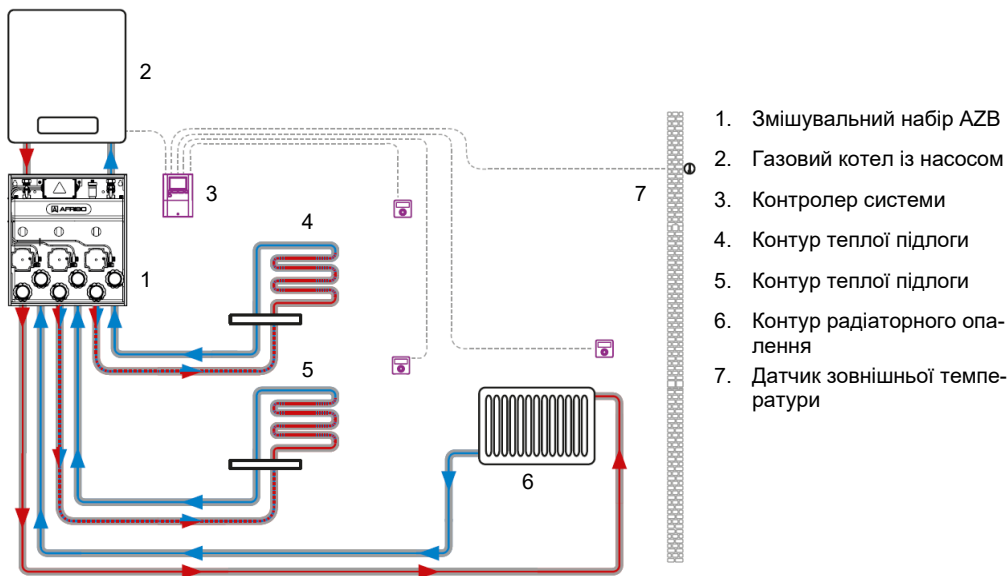 2
3
AFRISO
1
4
5
6
7
1. Змішувальний набір AZB
2. Газовий котел із насосом
3. Контролер системи
4. Контур теплої підлоги
5. Контур теплої підлоги
6. Контур радіаторного опа-
лення
7. Датчик зовнішньої темпе-
ратури